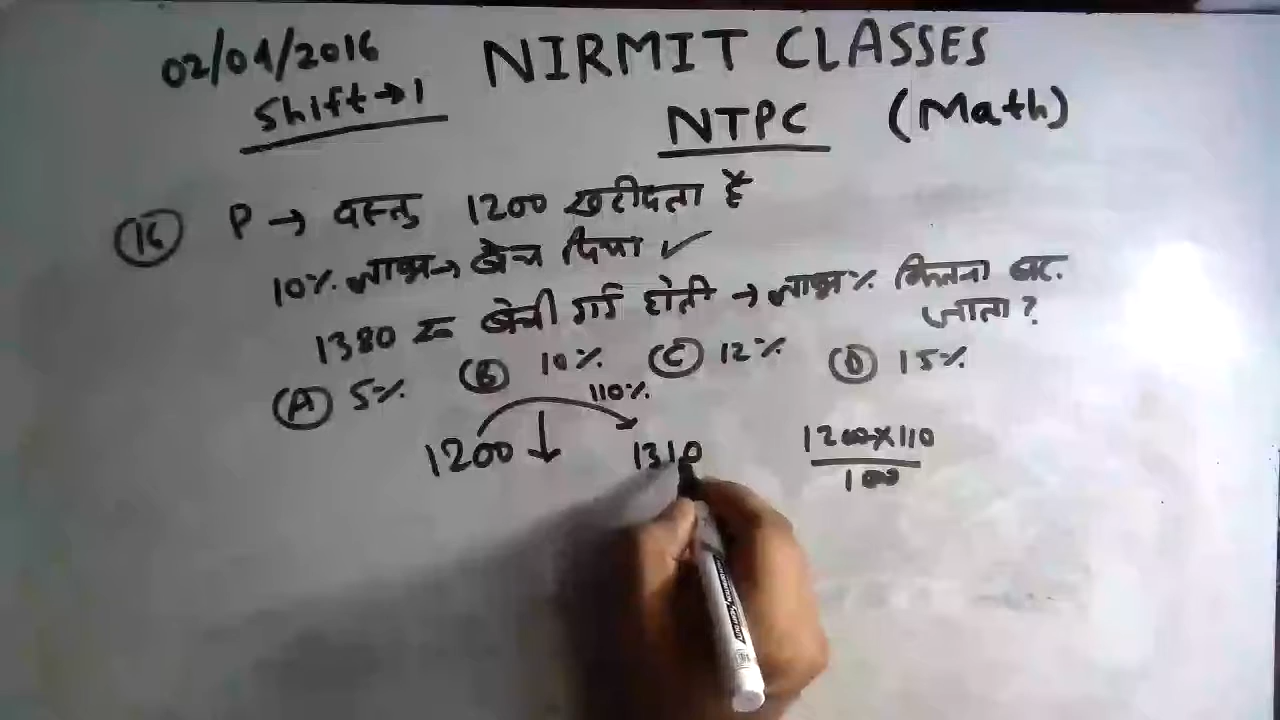 02/04/2016 NIRMIT CLASSES
Shift→1 NTPC (Math)
16 P → वस्तु 1200 खरीदता है
10% लाभ→ बेच दिया ✓
1380 रू बेची गई होती → लाभ% कितना बढ़
जाता?
A 5% B 10% C 12% D 15%
110%
1200 ↓ 1310 1200×110
100